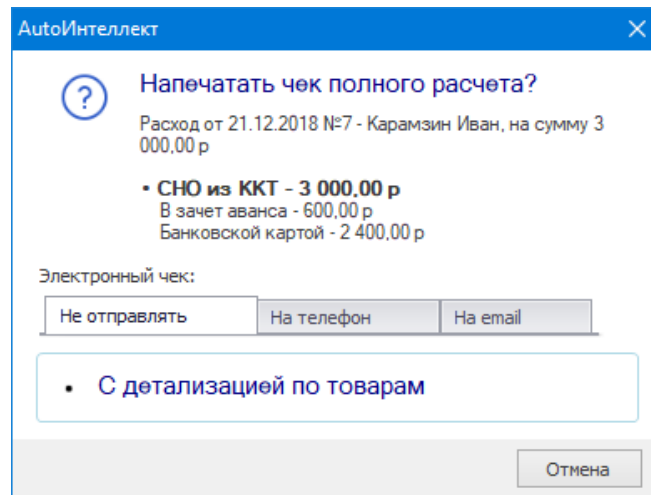 AutoИнтеллект
Напечатать чек полного расчета?
Расход от 21.12.2018 №7 - Карамзин Иван, на сумму 3
000,00 р
• СНО из ККТ - 3 000,00 р
В зачет аванса - 600,00 р
Банковской картой - 2 400,00 р
Электронный чек:
Не отправлять На телефон На email
• С детализацией по товарам
Отмена